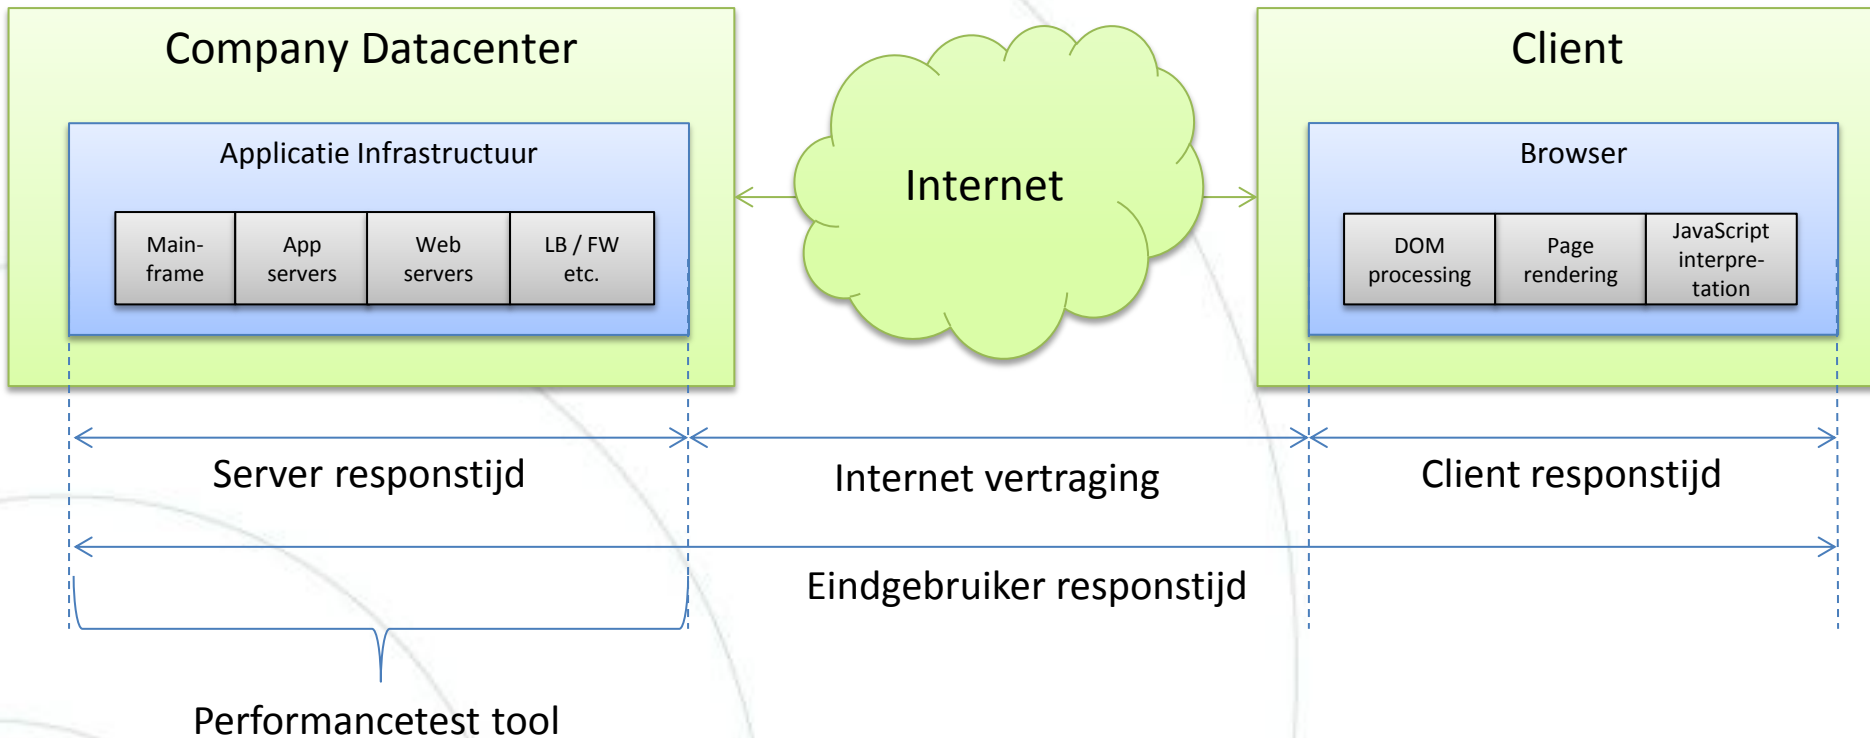 Company Datacenter
Applicatie Infrastructuur
Main-
frame
App
servers
Web
servers
LB / FW
etc.
Internet
Client
Browser
DOM
processing
Page
rendering
JavaScript
interpre-
tation
Server responstijd
Internet vertraging
Client responstijd
Eindgebruiker responstijd
Performancetest tool